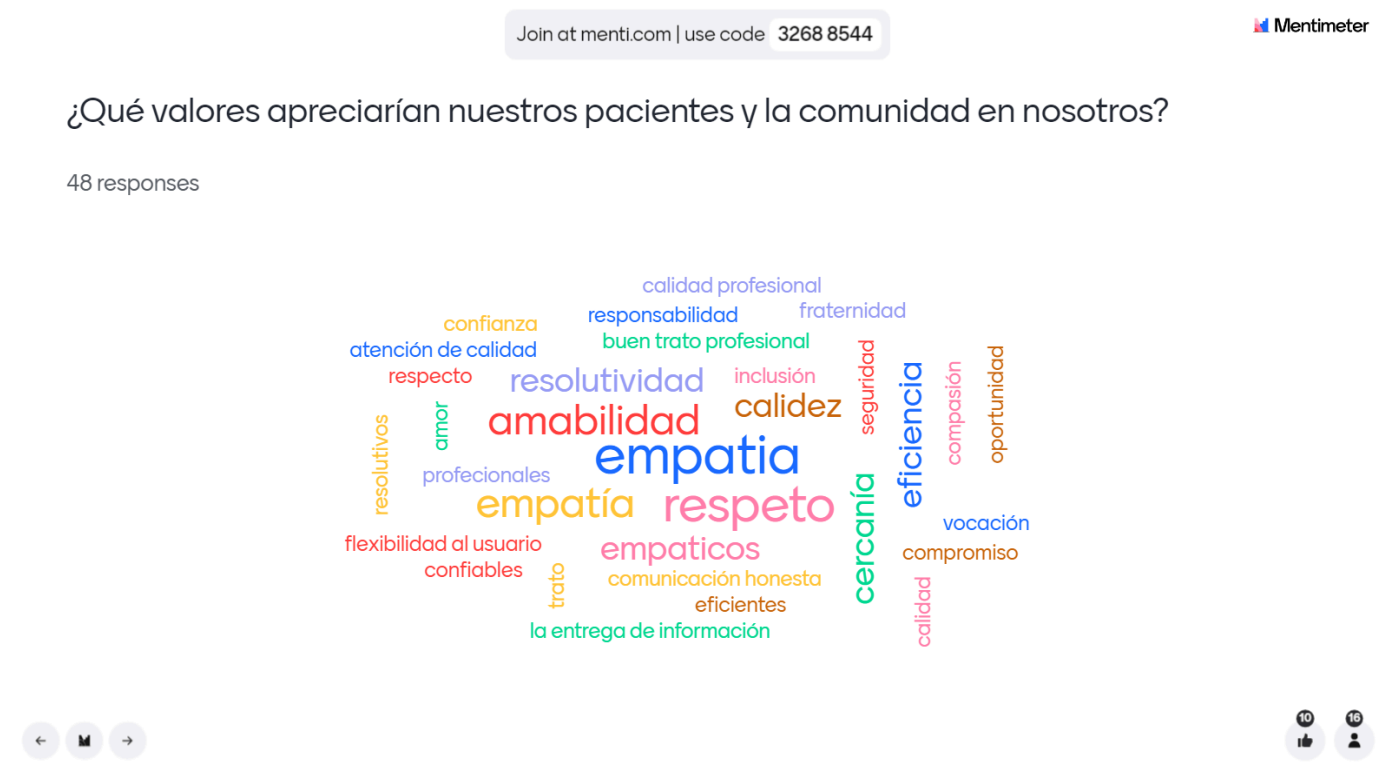 Join at menti.com | use code 3268 8544
Mentimeter
¿Qué valores apreciarían nuestros pacientes y la comunidad en nosotros?
48 responses
calidad profesional
fraternidad
responsabilidad
confianza
buen trato profesional
atención de calidad
respecto
resolutividad
inclusión
seguridad
oportunidad
compasión
eficiencia
calidez
amabilidad
amor
resolutivos
empatia
profecionales
empatía
respeto
cercanía
vocación
flexibilidad al usuario
empaticos
compromiso
confiables
trato
comunicación honesta
eficientes
calidad
la entrega de información
10
16